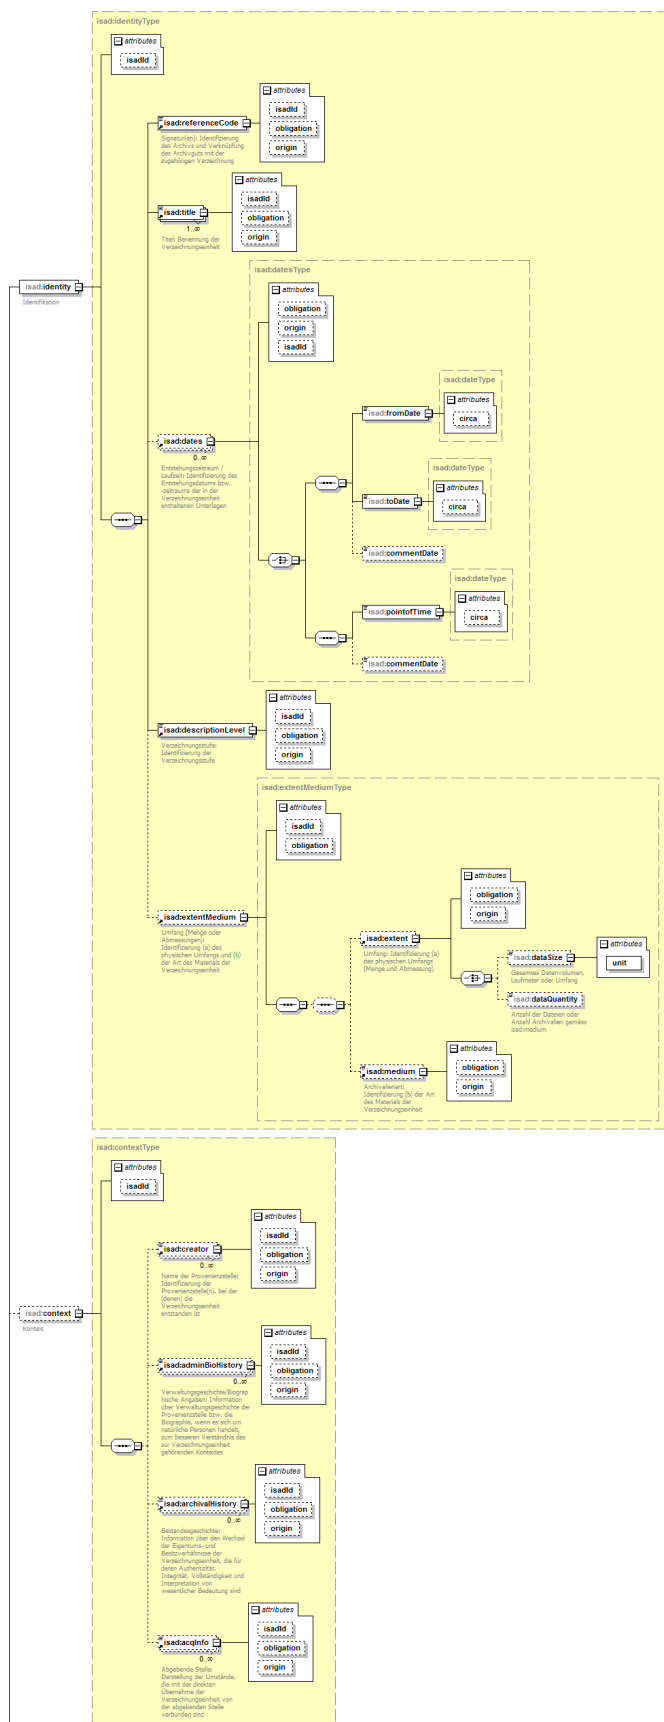 isad:identityType
attributes
isadId
isad:referenceCode
Signatur(en): Identifizierung
des Archivs und Verknüpfung
des Archivguts mit der
zugehörigen Verzeichnung
attributes
isadId
obligation
origin
isad:title
1..∞
Titel: Benennung der
Verzeichnungseinheit
attributes
isadId
obligation
origin
isad:identity
Identifikation
isad:datesType
attributes
obligation
origin
isadId
isad:dates
0..∞
Entstehungszeitraum /
Laufzeit: Identifizierung des
Entstehungsdatums bzw.
-zeitraums der in der
Verzeichnungseinheit
enthaltenen Unterlagen
isad:fromDate
isad:dateType
attributes
circa
isad:toDate
isad:dateType
attributes
circa
isad:commentDate
isad:pointofTime
isad:dateType
attributes
circa
isad:commentDate
isad:descriptionLevel
Verzeichnungsstufe:
Identifizierung der
Verzeichnungsstufe
attributes
isadId
obligation
origin
isad:extentMediumType
attributes
isadId
obligation
isad:extentMedium
Umfang (Menge oder
Abmessungen):
Identifizierung (a) des
physischen Umfangs und (b)
der Art des Materials der
Verzeichnungseinheit
isad:extent
Umfang: Identifizierung (a)
des physischen Umfangs
(Menge und Abmessung)
attributes
obligation
origin
isad:dataSize
Gesamtes Datenvolumen,
Laufmeter oder Umfang
attributes
unit
isad:dataQuantity
Anzahl der Dateien oder
Anzahl Archivalien gemäss
isad:medium
isad:medium
Archivalienart:
Identifizierung (b) der Art
des Materials der
Verzeichnungseinheit
attributes
obligation
origin
isad:contextType
attributes
isadId
isad:creator
0..∞
Name der Provenienzstelle:
Identifizierung der
Provenienzstelle(n), bei der
(denen) die
Verzeichnungseinheit
entstanden ist
attributes
isadId
obligation
origin
isad:context
Kontext
isad:adminBioHistory
0..∞
Verwaltungsgeschichte/Biograp
hische Angaben: Information
über Verwaltungsgeschichte der
Provenienzstelle bzw. die
Biographie, wenn es sich um
natürliche Personen handelt,
zum besseren Verständnis des
zur Verzeichnungseinheit
gehörenden Kontextes
attributes
isadId
obligation
origin
isad:archivalHistory
0..∞
Bestandesgeschichte:
Information über den Wechsel
der Eigentums- und
Besitzverhältnisse der
Verzeichnungseinheit, die für
deren Authentizität,
Integrität, Vollständigkeit und
Interpretation von
wesentlicher Bedeutung sind
attributes
isadId
obligation
origin
isad:acqInfo
0..∞
Abgebende Stelle:
Darstellung der Umstände,
die mit der direkten
Übernahme der
Verzeichnungseinheit von
der abgebenden Stelle
verbunden sind
attributes
isadId
obligation
origin